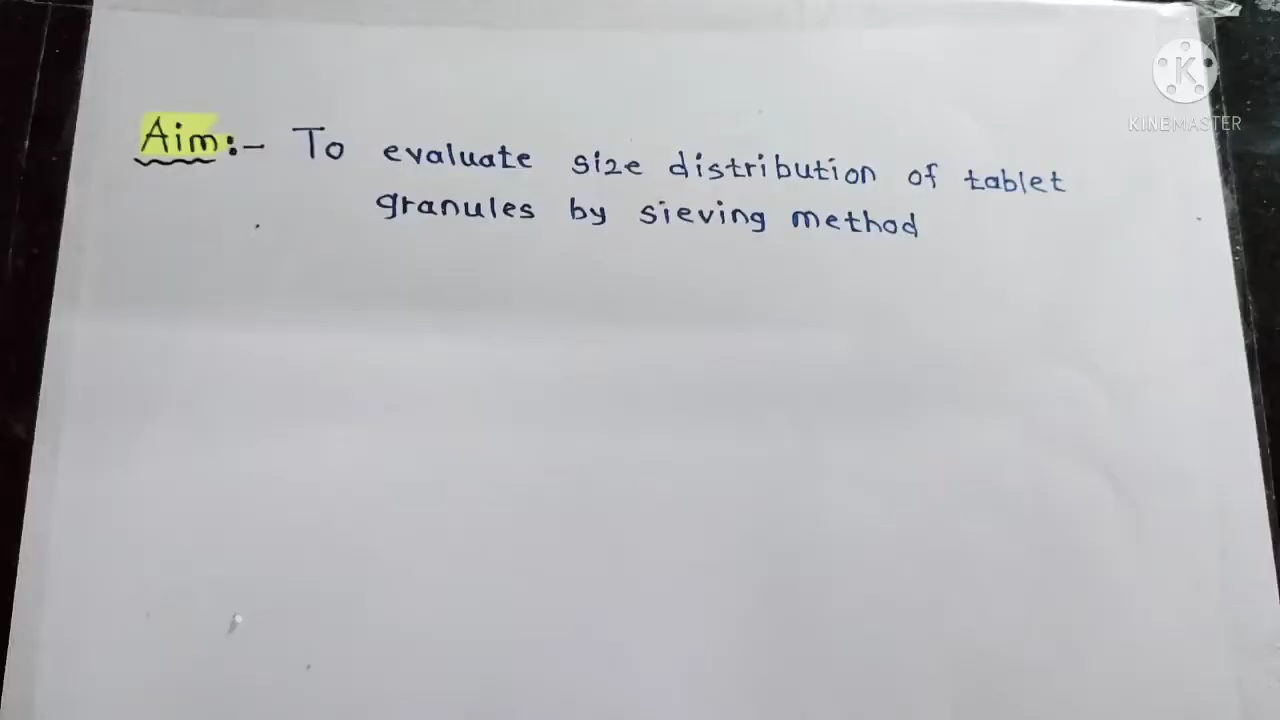 Aim:- To evaluate size distribution of tablet
granules by sieving method
K
KINEMASTER